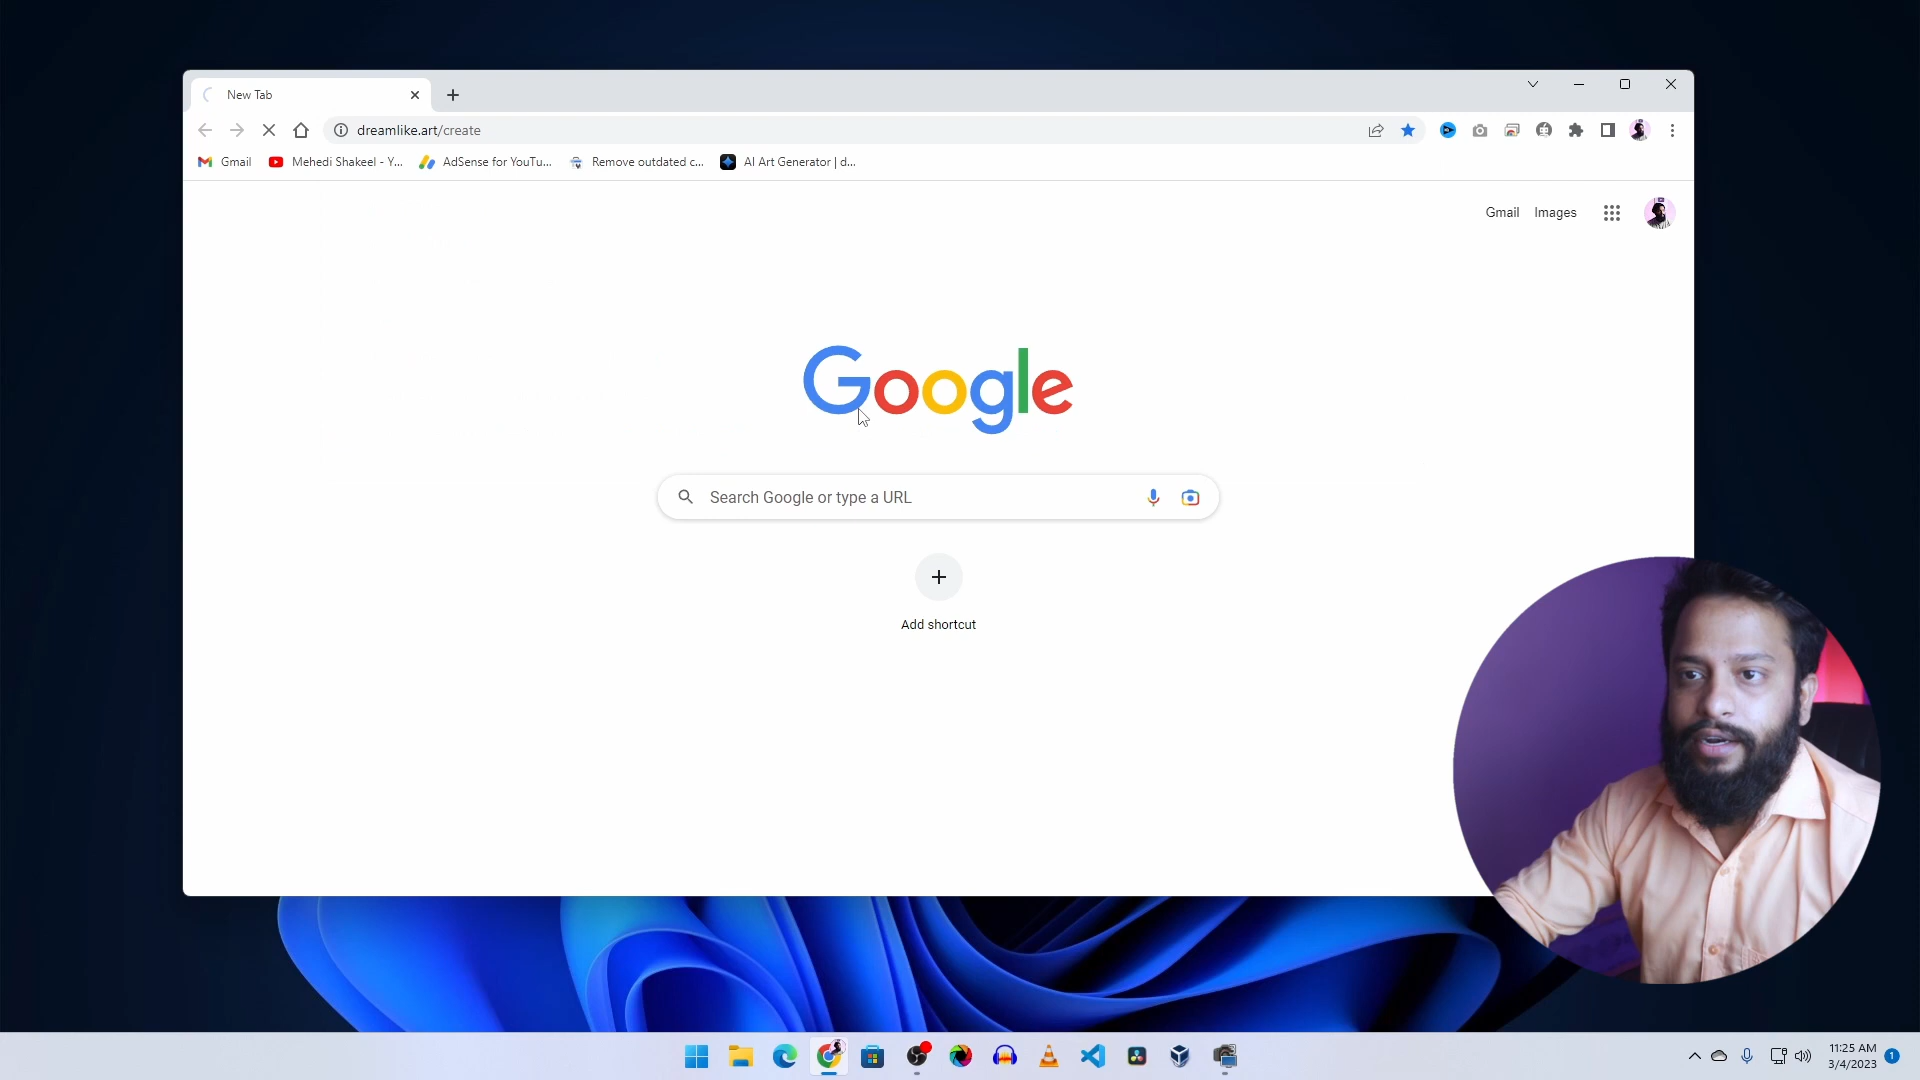 New Tab
dreamlike.art/create
Gmail
Mehedi Shakeel - Y...
AdSense for YouTu...
Remove outdated c...
AI Art Generator | d...
Gmail
Images
Google
Search Google or type a URL
Add shortcut
11:25 AM
3/4/2023
1